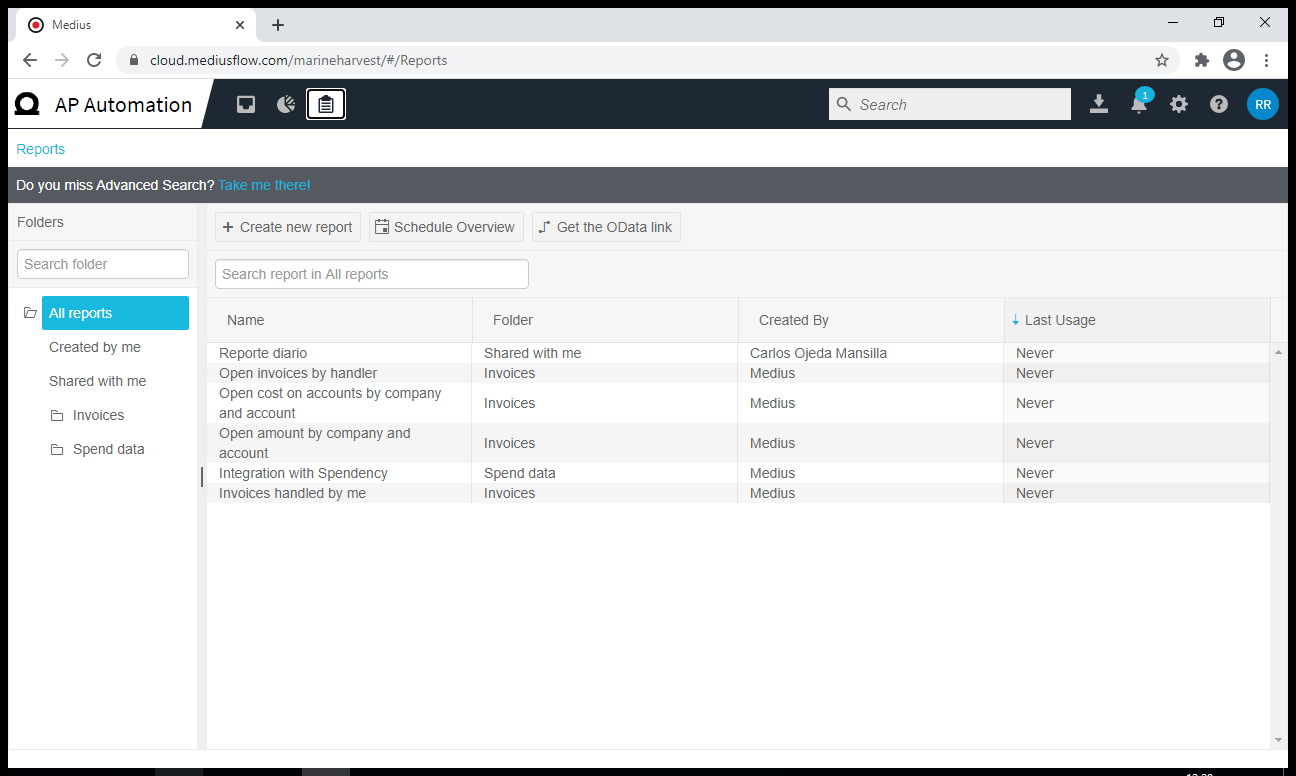 Medius
cloud.mediusflow.com/marineharvest/#/Reports
AP Automation
Search
1
RR
Reports
Do you miss Advanced Search? Take me there!
Folders
Search folder
All reports
Created by me
Shared with me
Invoices
Spend data
Create new report
Schedule Overview
Get the OData link
Search report in All reports
Name Folder Created By Last Usage
Reporte diario Shared with me Carlos Ojeda Mansilla Never
Open invoices by handler Invoices Medius Never
Open cost on accounts by company
and account Invoices Medius Never
Open amount by company and
account Invoices Medius Never
Integration with Spendency Spend data Medius Never
Invoices handled by me Invoices Medius Never